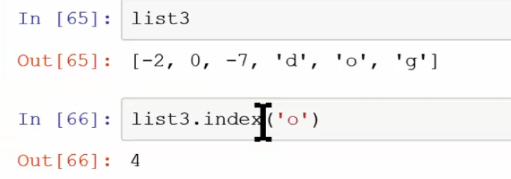 In [65]: list3
Out[65]: [-2, 0, -7, 'd', 'o', 'g']
In [66]: list3.index('o')
Out[66]: 4